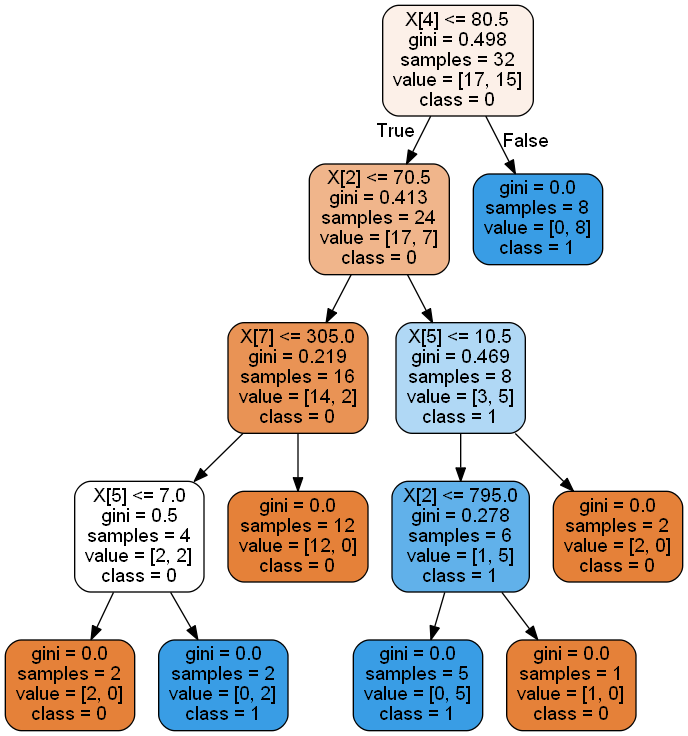 X[4] <= 80.5
gini = 0.498
samples = 32
value = [17, 15]
class = 0
True
False
X[2] <= 70.5
gini = 0.413
samples = 24
value = [17, 7]
class = 0
gini = 0.0
samples = 8
value = [0, 8]
class = 1
X[7] <= 305.0
gini = 0.219
samples = 16
value = [14, 2]
class = 0
X[5] <= 10.5
gini = 0.469
samples = 8
value = [3, 5]
class = 1
X[5] <= 7.0
gini = 0.5
samples = 4
value = [2, 2]
class = 0
gini = 0.0
samples = 12
value = [12, 0]
class = 0
X[2] <= 795.0
gini = 0.278
samples = 6
value = [1, 5]
class = 1
gini = 0.0
samples = 2
value = [2, 0]
class = 0
gini = 0.0
samples = 2
value = [2, 0]
class = 0
gini = 0.0
samples = 2
value = [0, 2]
class = 1
gini = 0.0
samples = 5
value = [0, 5]
class = 1
gini = 0.0
samples = 1
value = [1, 0]
class = 0